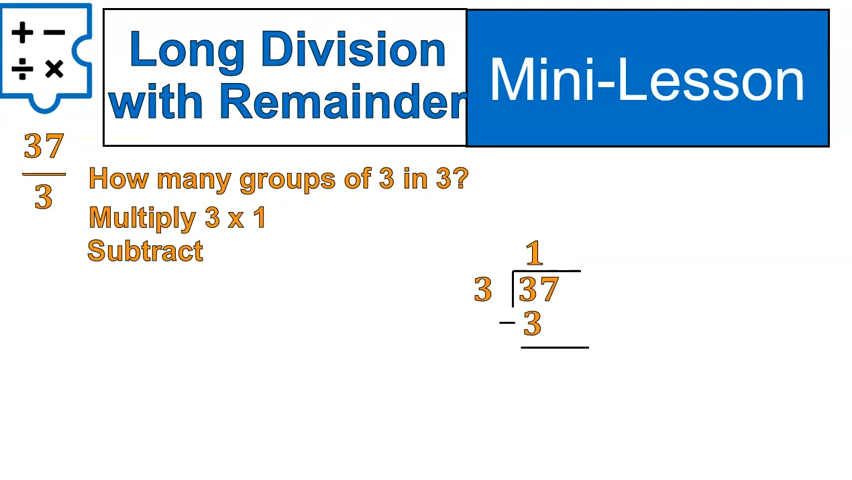 + −
÷ ×
Long Division
with Remainder
Mini-Lesson
37
3
How many groups of 3 in 3?
Multiply 3 x 1
Subtract
1
3 37
− 3